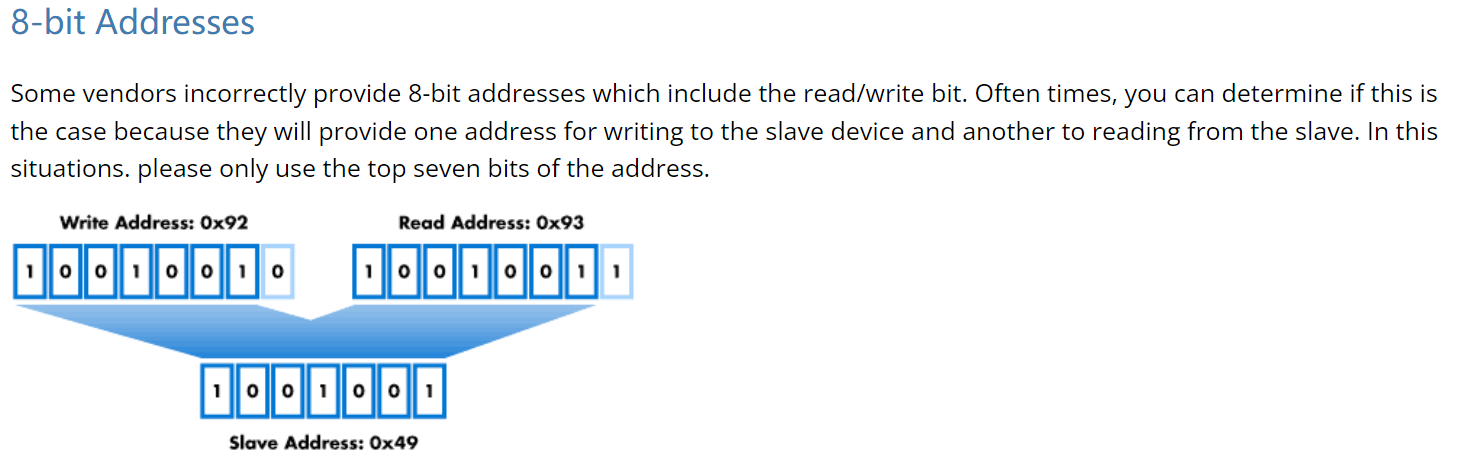 8-bit Addresses
Some vendors incorrectly provide 8-bit addresses which include the read/write bit. Often times, you can determine if this is
the case because they will provide one address for writing to the slave device and another to reading from the slave. In this
situations. please only use the top seven bits of the address.
Write Address: 0x92 Read Address: 0x93
1 0 0 1 0 0 1 0 1 0 0 1 0 0 1 1
1 0 0 1 0 0 1
Slave Address: 0x49